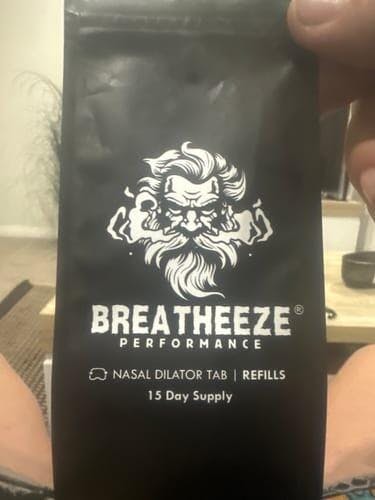 BREATHEEZE®
PERFORMANCE
NASAL DILATOR TAB | REFILLS
15 Day Supply